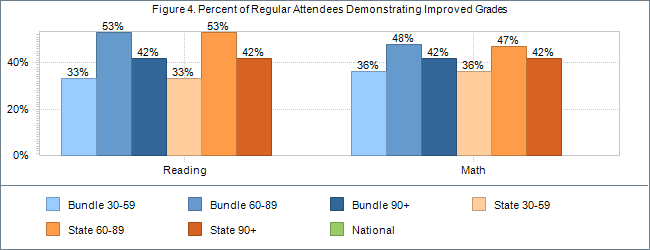 Figure 4. Percent of Regular Attendees Demonstrating Improved Grades
53% 53%
48% 47%
42% 42% 42% 42%
33% 33% 36% 36%
40%
20%
0%
Reading Math
Bundle 30-59 Bundle 60-89 Bundle 90+ State 30-59
State 60-89 State 90+ National